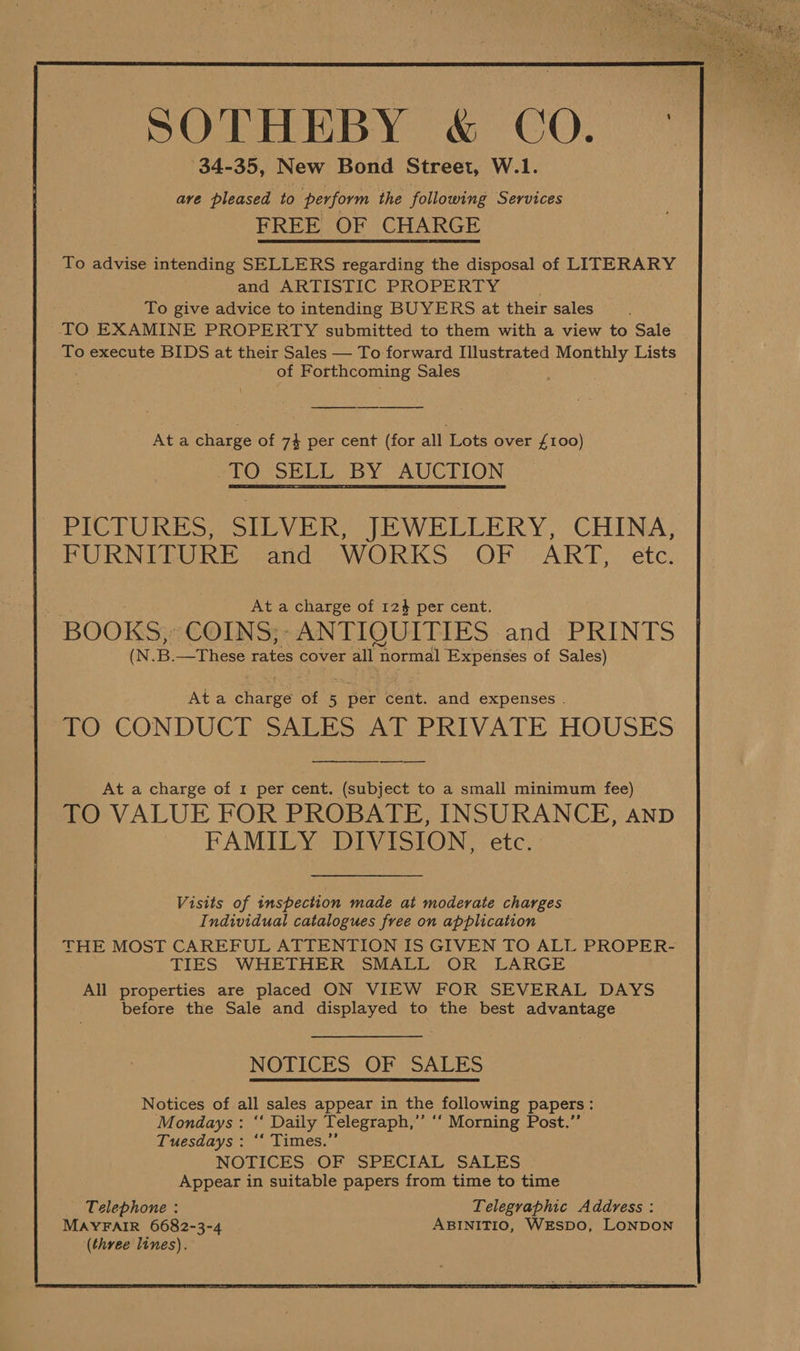 SOTHEBY & CO.
34-35, New Bond Street, W.1.
are pleased to perform the following Services
FREE OF CHARGE
To advise intending SELLERS regarding the disposal of LITERARY
and ARTISTIC PROPERTY
To give advice to intending BUYERS at their sales
TO EXAMINE PROPERTY submitted to them with a view to Sale
To execute BIDS at their Sales — To forward Illustrated Monthly Lists
of Forthcoming Sales
At a charge of 7½ per cent (for all Lots over £100)
TO SELL BY AUCTION
PICTURES, SILVER, JEWELLERY, CHINA,
FURNITURE and WORKS OF ART, etc.
At a charge of 12½ per cent.
BOOKS, COINS, ANTIQUITIES and PRINTS
(N.B.—These rates cover all normal Expenses of Sales)
At a charge of 5 per cent. and expenses.
TO CONDUCT SALES AT PRIVATE HOUSES
At a charge of 1 per cent. (subject to a small minimum fee)
TO VALUE FOR PROBATE, INSURANCE, AND
FAMILY DIVISION, etc.
Visits of inspection made at moderate charges
Individual catalogues free on application
THE MOST CAREFUL ATTENTION IS GIVEN TO ALL PROPER-
TIES WHETHER SMALL OR LARGE
All properties are placed ON VIEW FOR SEVERAL DAYS
before the Sale and displayed to the best advantage
NOTICES OF SALES
Notices of all sales appear in the following papers:
Mondays: “Daily Telegraph,” “Morning Post.”
Tuesdays: “Times.”
NOTICES OF SPECIAL SALES
Appear in suitable papers from time to time
Telephone: Telegraphic Address:
MAYFAIR 6682-3-4 ABINITIO, WESDO, LONDON
(three lines).